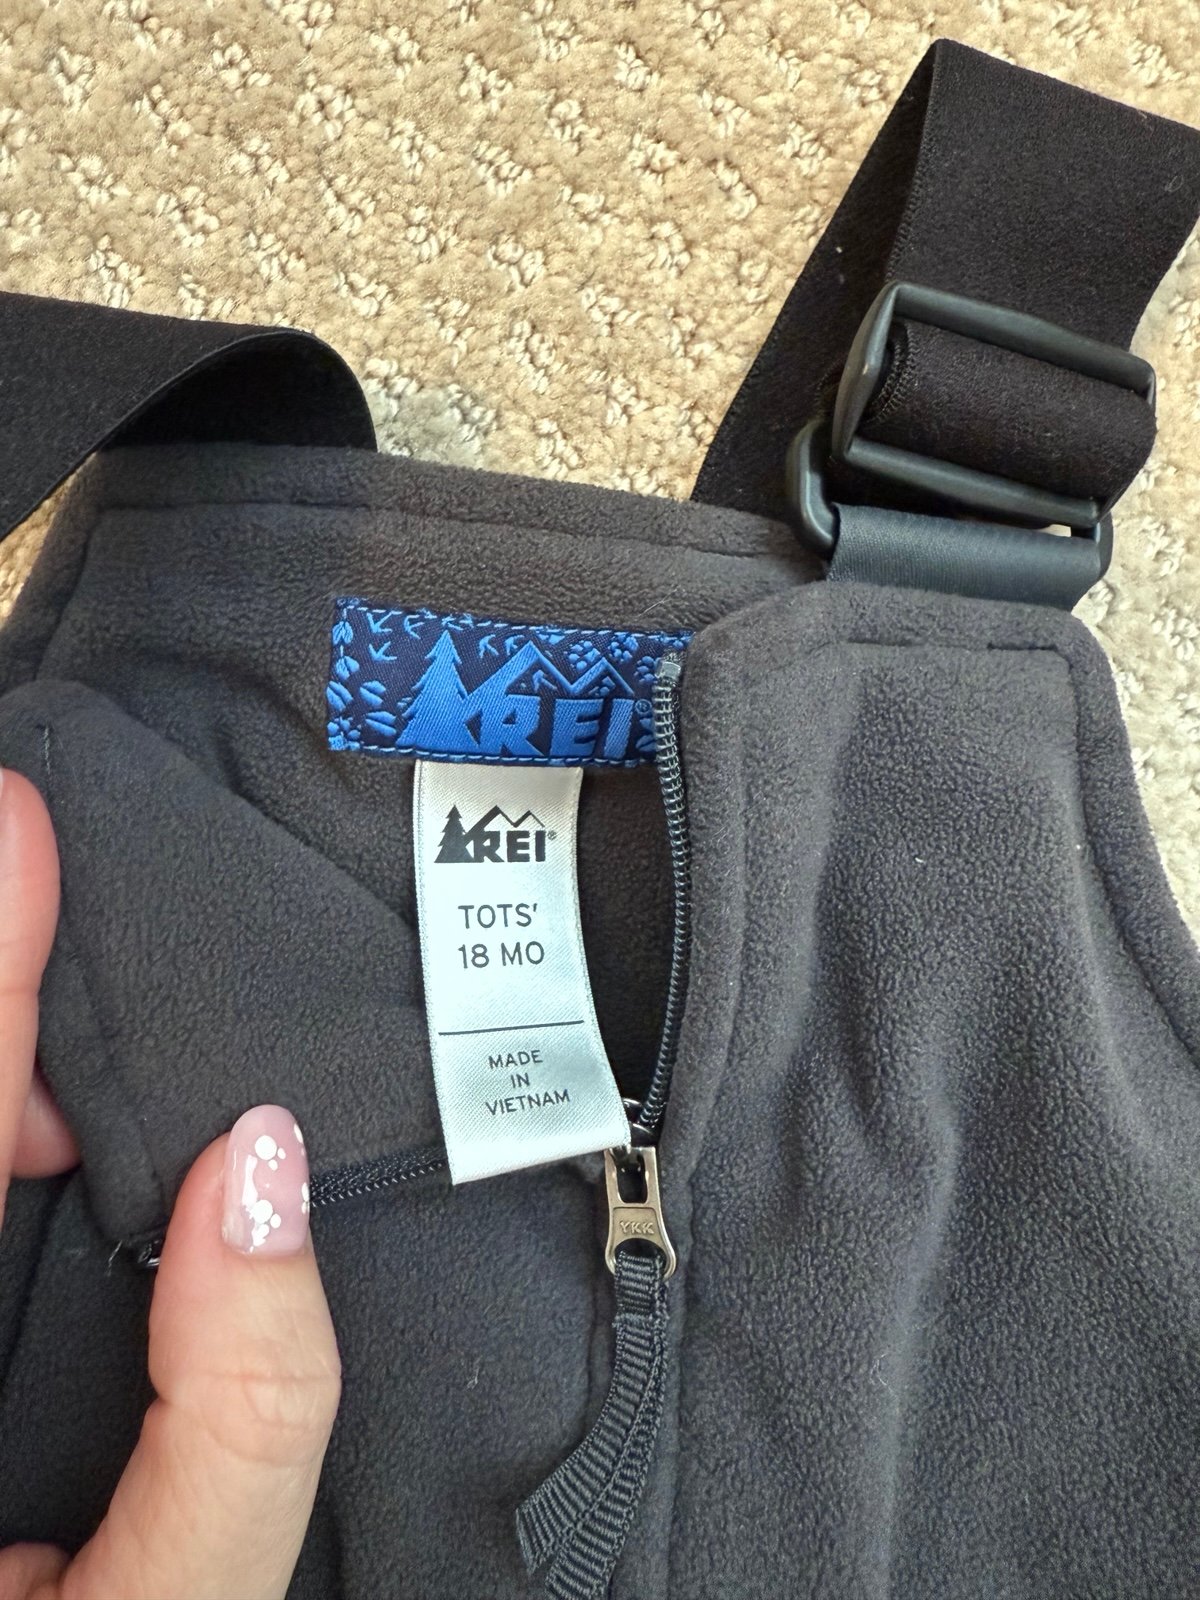 REI®
REI®
TOTS'
18 MO
MADE
IN
VIETNAM
YKK